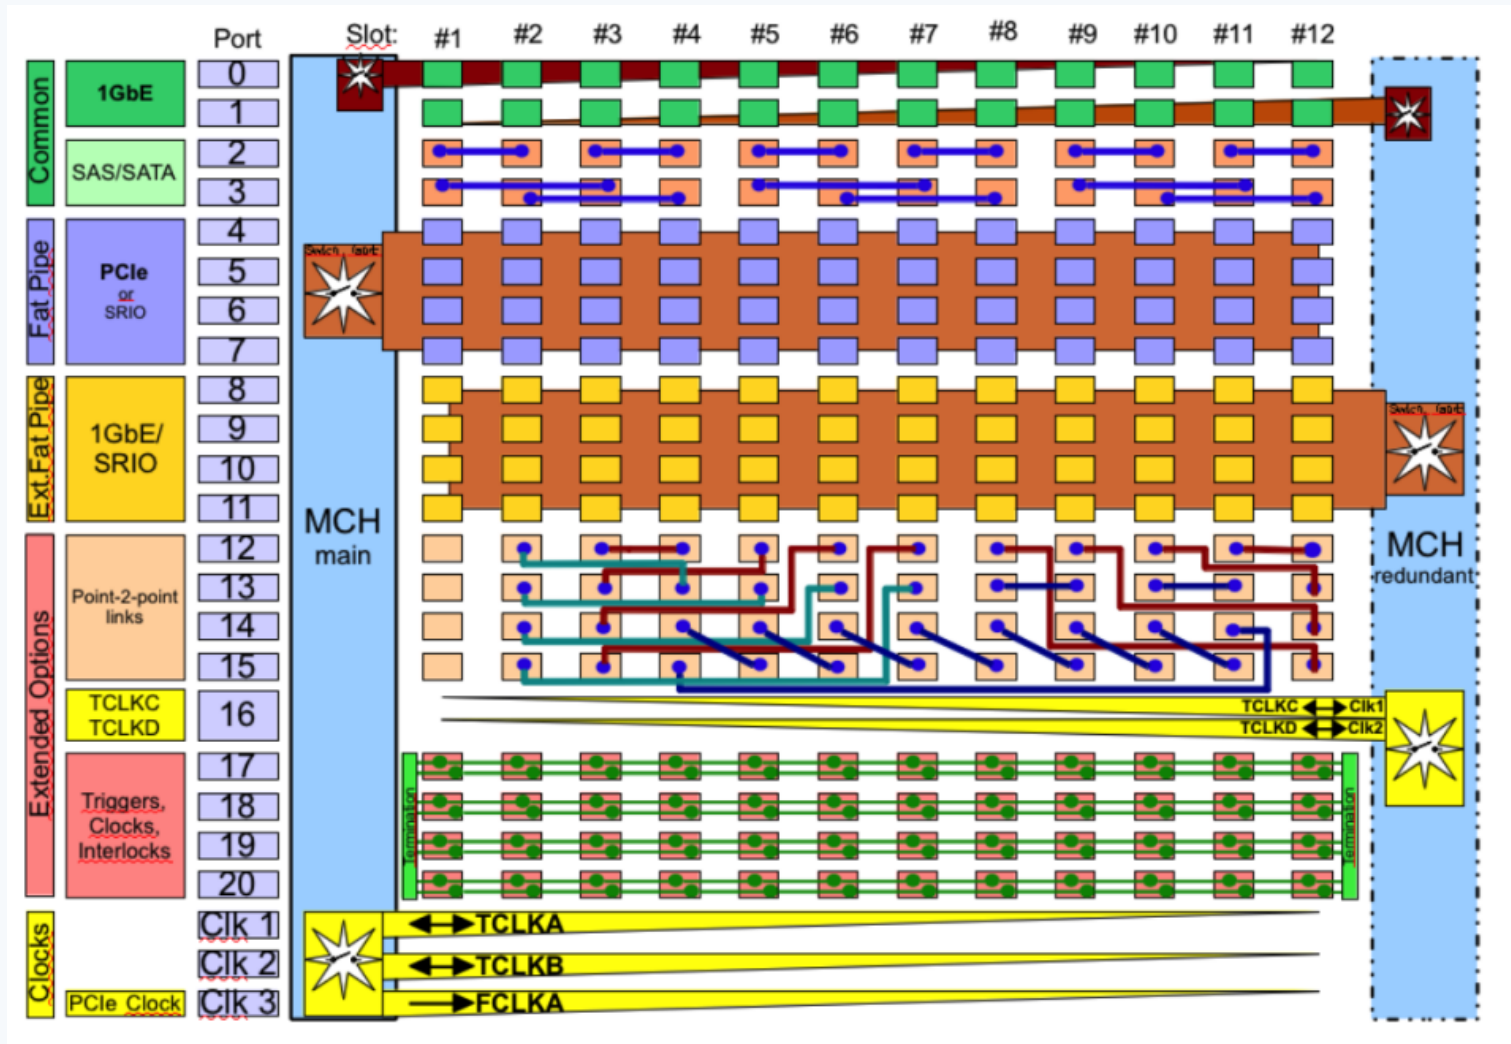 Port
Slot:
#1 #2 #3 #4 #5 #6 #7 #8 #9 #10 #11 #12
Common
1GbE
0
1
SAS/SATA
2
3
Fat Pipe
PCIe
or
SRIO
4
5
6
7
Ext.Fat Pipe
1GbE/
SRIO
8
9
10
11
MCH
main
MCH
redundant
Extended Options
Point-2-point
links
12
13
14
15
TCLKC
TCLKD
16
TCLKC Clk1
TCLKD Clk2
Triggers,
Clocks,
Interlocks
17
18
19
20
Termination
Termination
Clocks
Clk 1
TCLKA
Clk 2
TCLKB
PCIe Clock
Clk 3
FCLKA